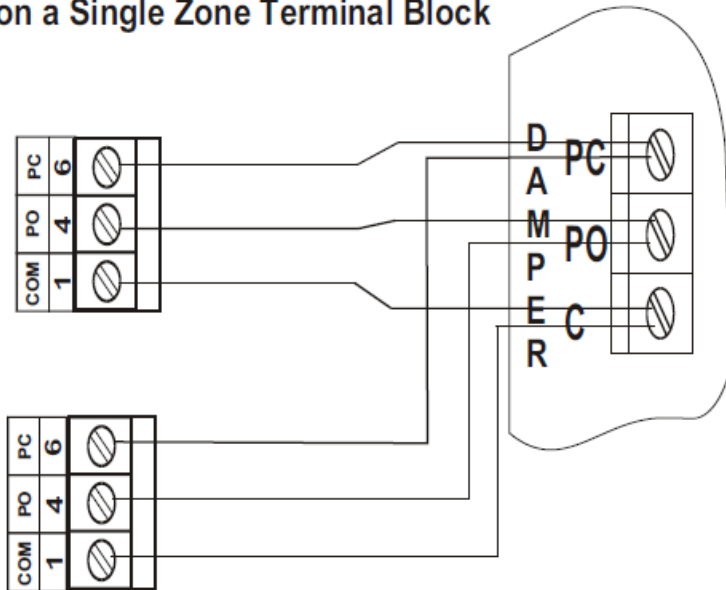 on a Single Zone Terminal Block
PC 6
PO 4
COM 1
DAMPER
PC
PO
C
PC 6
PO 4
COM 1